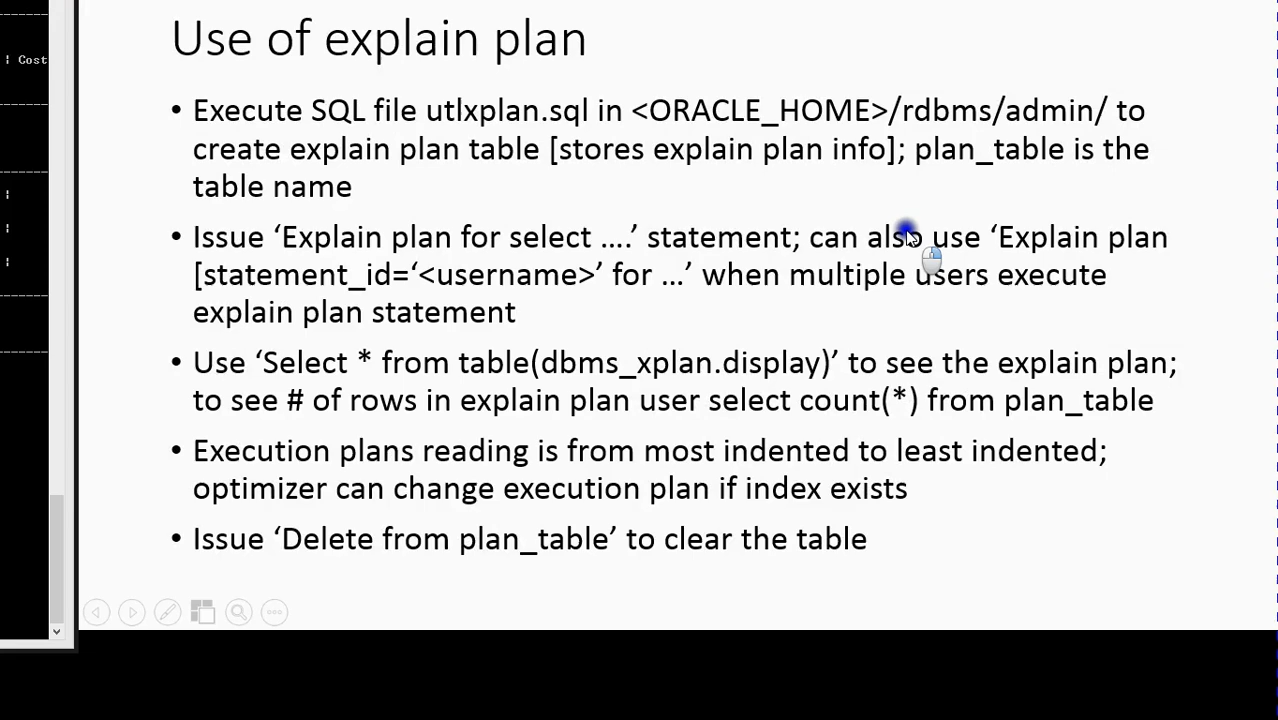 ¦ Cost
¦
¦
¦
Use of explain plan
• Execute SQL file utlxplan.sql in <ORACLE_HOME>/rdbms/admin/ to
create explain plan table [stores explain plan info]; plan_table is the
table name
• Issue ‘Explain plan for select ....’ statement; can also use ‘Explain plan
[statement_id=‘<username>’ for ...’ when multiple users execute
explain plan statement
• Use ‘Select * from table(dbms_xplan.display)’ to see the explain plan;
to see # of rows in explain plan user select count(*) from plan_table
• Execution plans reading is from most indented to least indented;
optimizer can change execution plan if index exists
• Issue ‘Delete from plan_table’ to clear the table